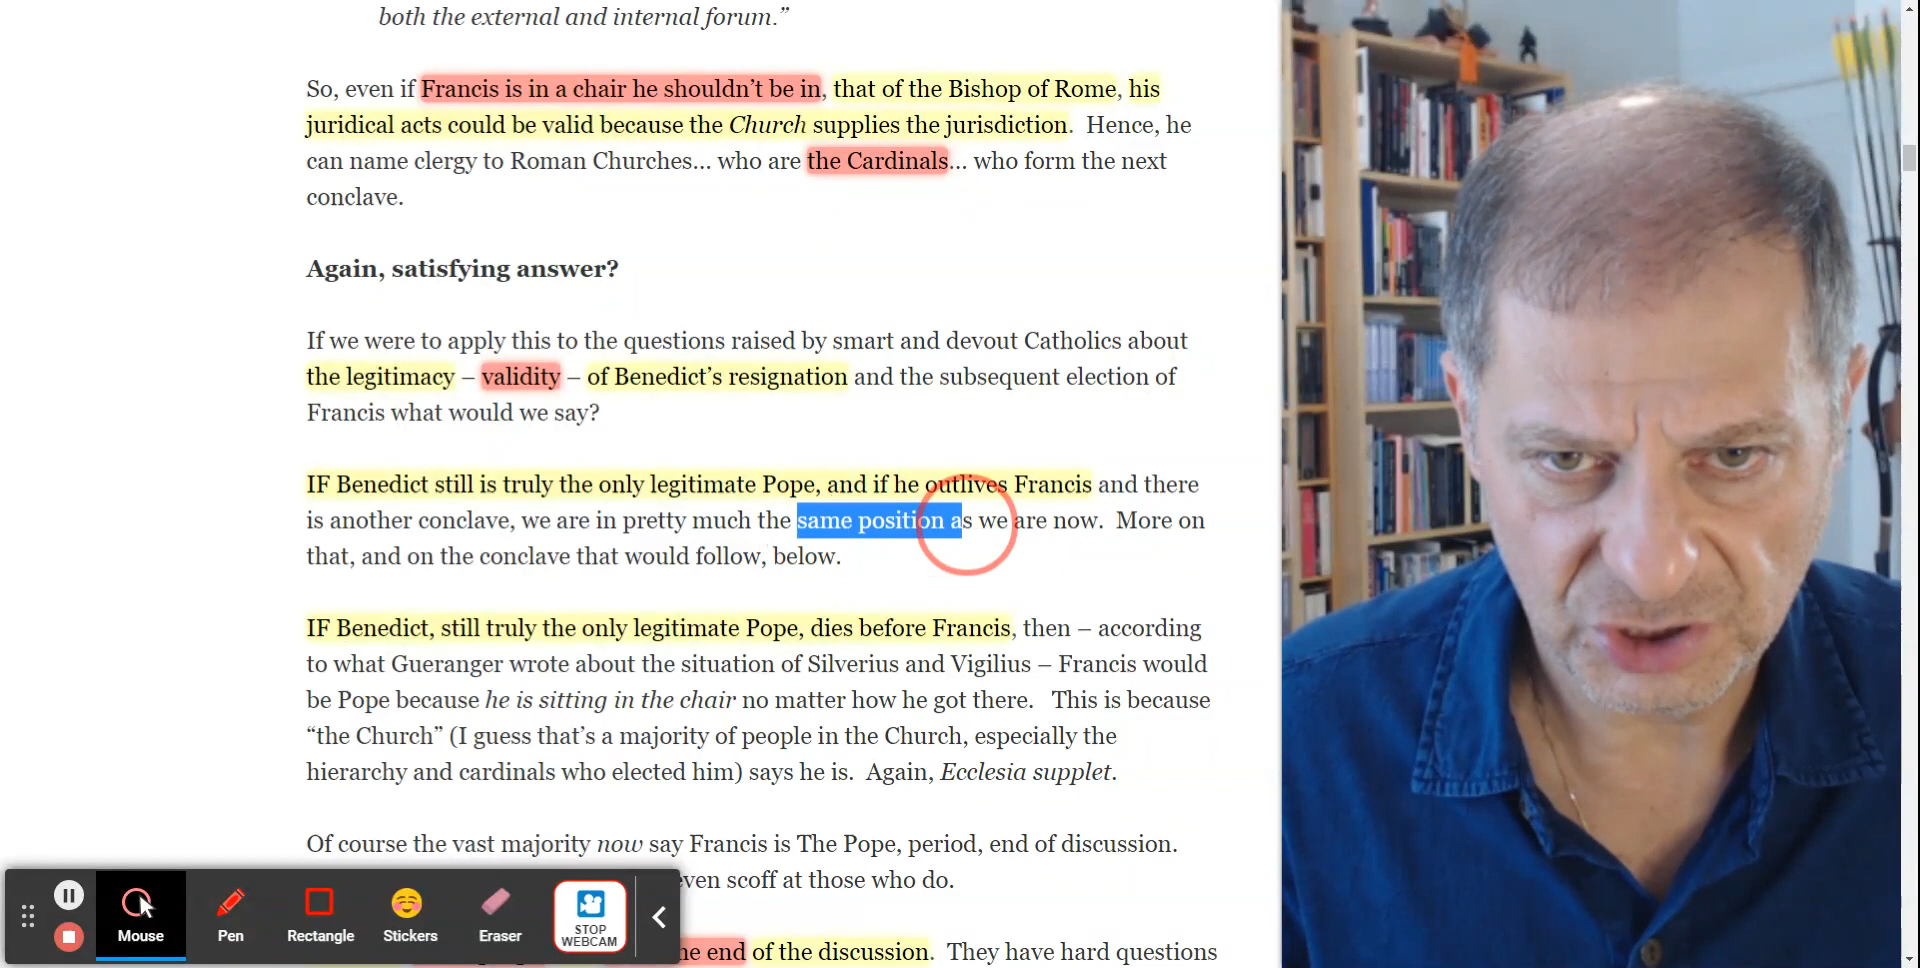 both the external and internal forum.”
So, even if Francis is in a chair he shouldn’t be in, that of the Bishop of Rome, his
juridical acts could be valid because the Church supplies the jurisdiction. Hence, he
can name clergy to Roman Churches… who are the Cardinals… who form the next
conclave.
Again, satisfying answer?
If we were to apply this to the questions raised by smart and devout Catholics about
the legitimacy – validity – of Benedict’s resignation and the subsequent election of
Francis what would we say?
IF Benedict still is truly the only legitimate Pope, and if he outlives Francis and there
is another conclave, we are in pretty much the same position as we are now. More on
that, and on the conclave that would follow, below.
IF Benedict, still truly the only legitimate Pope, dies before Francis, then – according
to what Gueranger wrote about the situation of Silverius and Vigilius – Francis would
be Pope because he is sitting in the chair no matter how he got there. This is because
“the Church” (I guess that’s a majority of people in the Church, especially the
hierarchy and cardinals who elected him) says he is. Again, Ecclesia supplet.
Of course the vast majority now say Francis is The Pope, period, end of discussion.
even scoff at those who do.
end of the discussion. They have hard questions
Mouse
Pen
Rectangle
Stickers
Eraser
STOP
WEBCAM